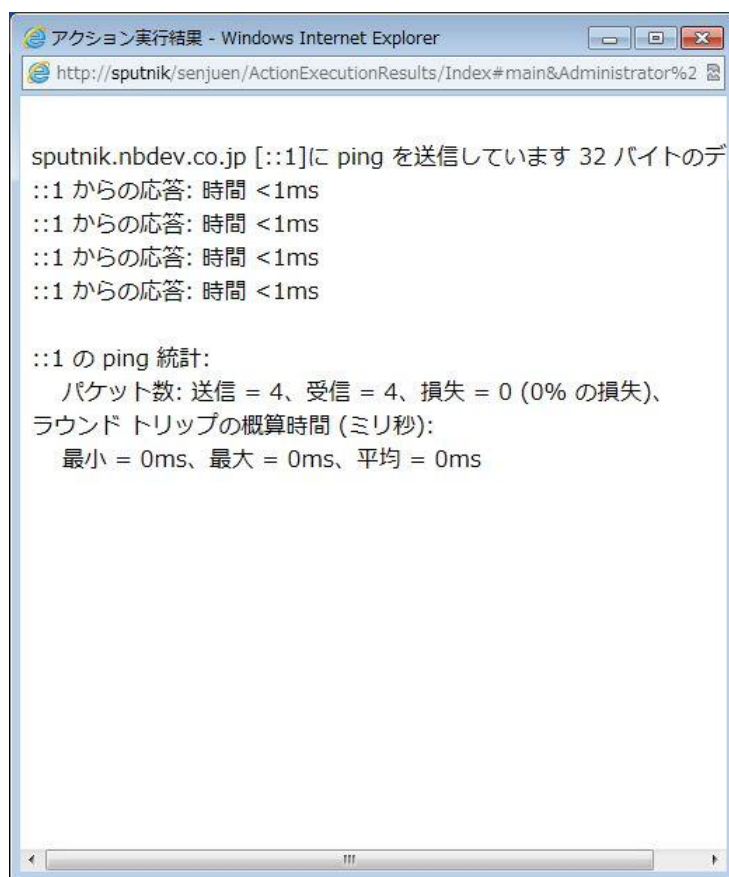 アクション実行結果 - Windows Internet Explorer
http://sputnik/senjuen/ActionExecutionResults/Index#main&Administrator%2
sputnik.nbdev.co.jp [::1]に ping を送信しています 32 バイトのデ
::1 からの応答: 時間 <1ms
::1 からの応答: 時間 <1ms
::1 からの応答: 時間 <1ms
::1 からの応答: 時間 <1ms
::1 の ping 統計:
パケット数: 送信 = 4、受信 = 4、損失 = 0 (0% の損失)、
ラウンド トリップの概算時間 (ミリ秒):
最小 = 0ms、最大 = 0ms、平均 = 0ms